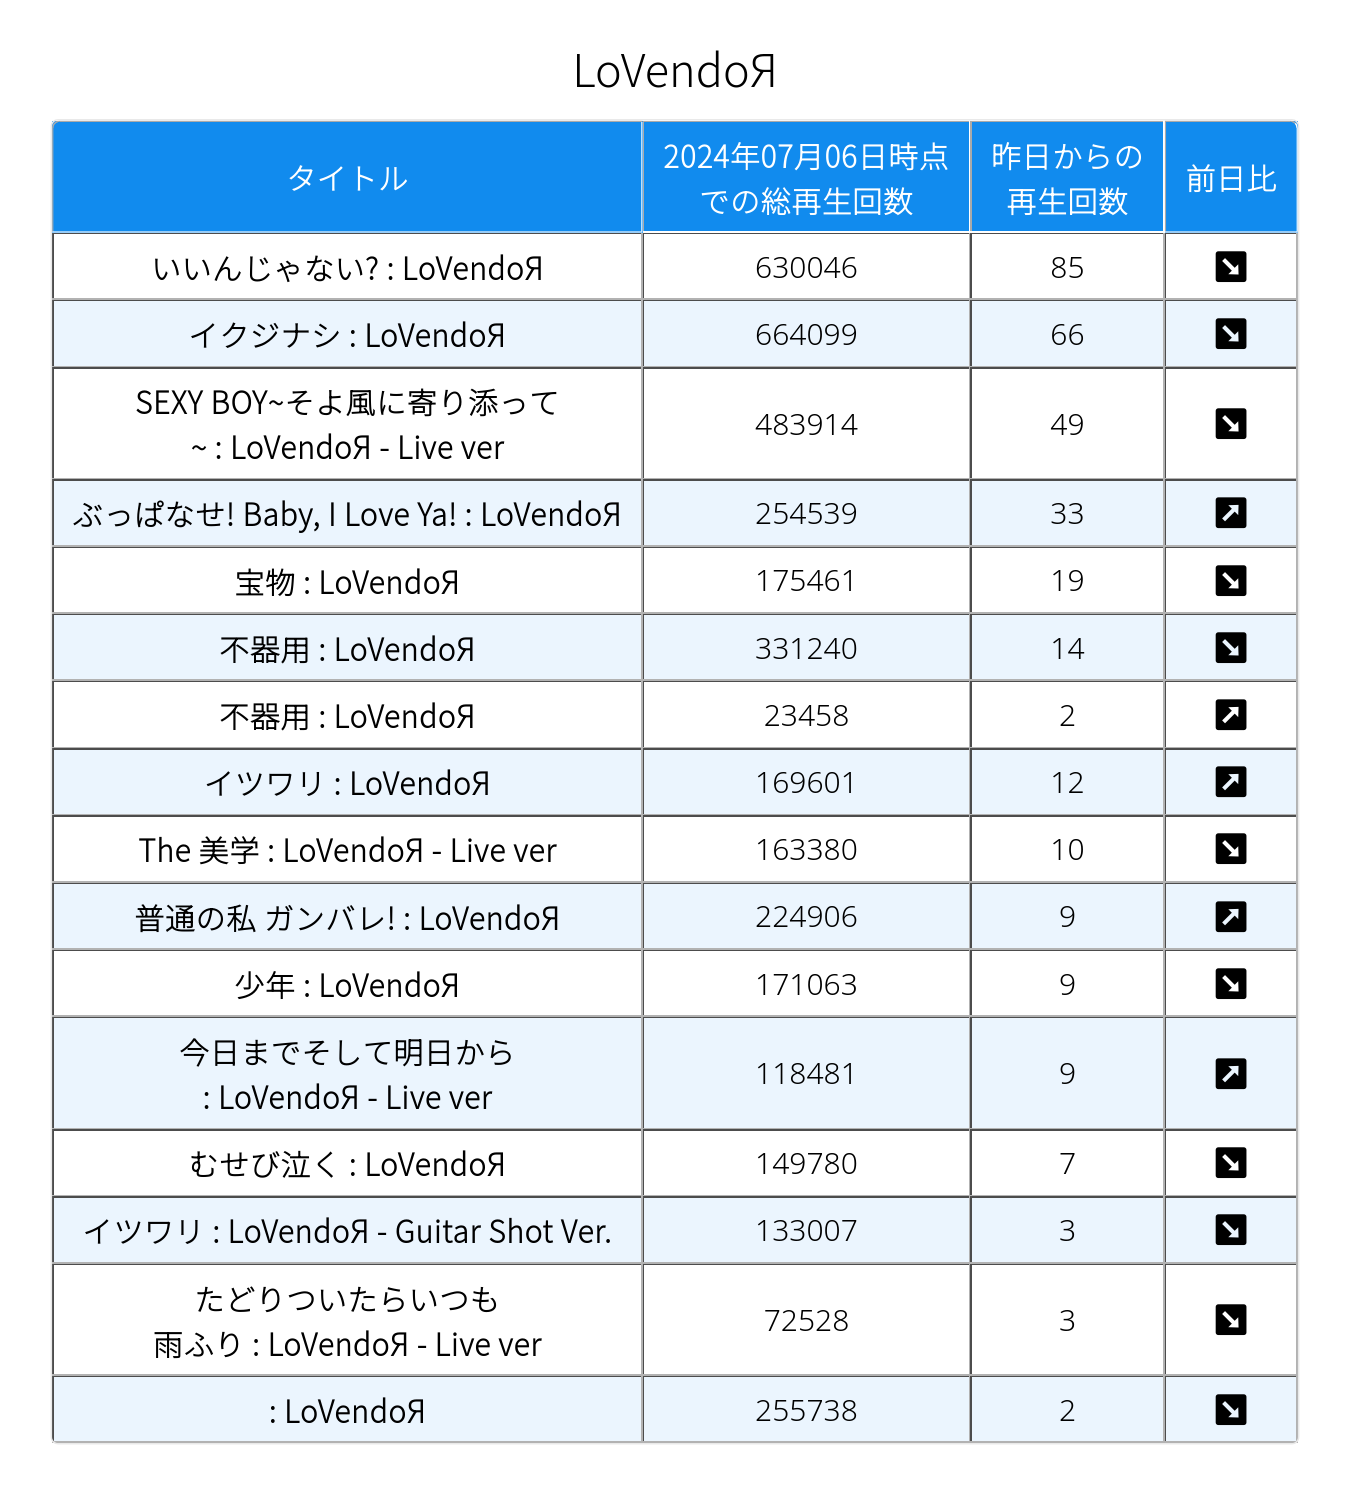 LoVendoЯ
タイトル
2024年07月06日時点
での総再生回数
昨日からの
再生回数
前日比
いいんじゃない? : LoVendoЯ 630046 85 ↘
イクジナシ : LoVendoЯ 664099 66 ↘
SEXY BOY~そよ風に寄り添って
~ : LoVendoЯ - Live ver 483914 49 ↘
ぶっぱなせ! Baby, I Love Ya! : LoVendoЯ 254539 33 ↗
宝物 : LoVendoЯ 175461 19 ↘
不器用 : LoVendoЯ 331240 14 ↘
不器用 : LoVendoЯ 23458 2 ↗
イツワリ : LoVendoЯ 169601 12 ↗
The 美学 : LoVendoЯ - Live ver 163380 10 ↘
普通の私 ガンバレ! : LoVendoЯ 224906 9 ↗
少年 : LoVendoЯ 171063 9 ↘
今日までそして明日から
: LoVendoЯ - Live ver 118481 9 ↗
むせび泣く : LoVendoЯ 149780 7 ↘
イツワリ : LoVendoЯ - Guitar Shot Ver. 133007 3 ↘
たどりついたらいつも
雨ふり : LoVendoЯ - Live ver 72528 3 ↘
: LoVendoЯ 255738 2 ↘